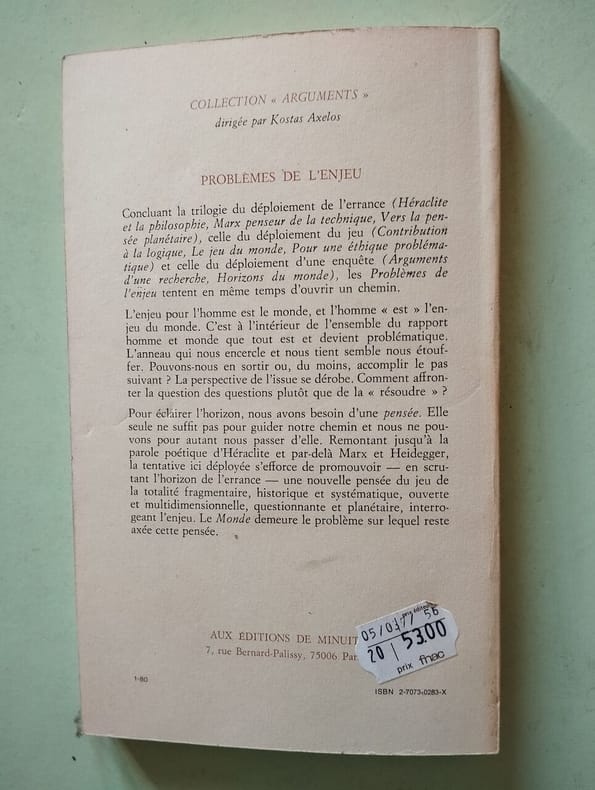 COLLECTION « ARGUMENTS »
dirigée par Kostas Axelos
PROBLÈMES DE L'ENJEU
Concluant la trilogie du déploiement de l'errance (Héraclite
et la philosophie, Marx penseur de la technique, Vers la pen-
sée planétaire), celle du déploiement du jeu (Contribution
à la logique, Le jeu du monde, Pour une éthique probléma-
tique) et celle du déploiement d'une enquête (Arguments
d'une recherche, Horizons du monde), les Problèmes de
l'enjeu tentent en même temps d'ouvrir un chemin.
L'enjeu pour l'homme est le monde, et l'homme « est » l'en-
jeu du monde. C'est à l'intérieur de l'ensemble du rapport
homme et monde que tout est et devient problématique.
L'anneau qui nous encercle et nous tient semble nous étouf-
fer. Pouvons-nous en sortir ou, du moins, accomplir le pas
suivant ? La perspective de l'issue se dérobe. Comment affron-
ter la question des questions plutôt que de la « résoudre » ?
Pour éclairer l'horizon, nous avons besoin d'une pensée. Elle
seule ne suffit pas pour guider notre chemin et nous ne pou-
vons pour autant nous passer d'elle. Remontant jusqu'à la
parole poétique d'Héraclite et par-delà Marx et Heidegger,
la tentative ici déployée s'efforce de promouvoir — en scru-
tant l'horizon de l'errance — une nouvelle pensée du jeu de
la totalité fragmentaire, historique et systématique, ouverte
et multidimensionnelle, questionnante et planétaire, interro-
geant l'enjeu. Le Monde demeure le problème sur lequel reste
axée cette pensée.
AUX ÉDITIONS DE MINUIT
7, rue Bernard-Palissy, 75006 Par
prix éditeur 56
20 53.00
prix fnac
1-80
ISBN 2-7073-0283-X